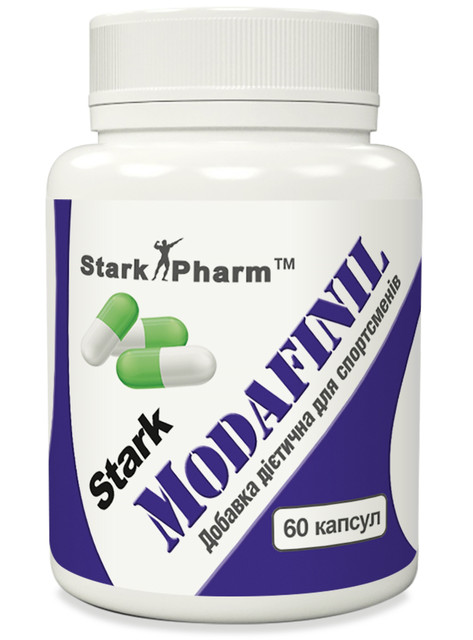 Stark Pharm™
Stark
MODAFINIL
Добавка дієтична для спортсменів
60 капсул